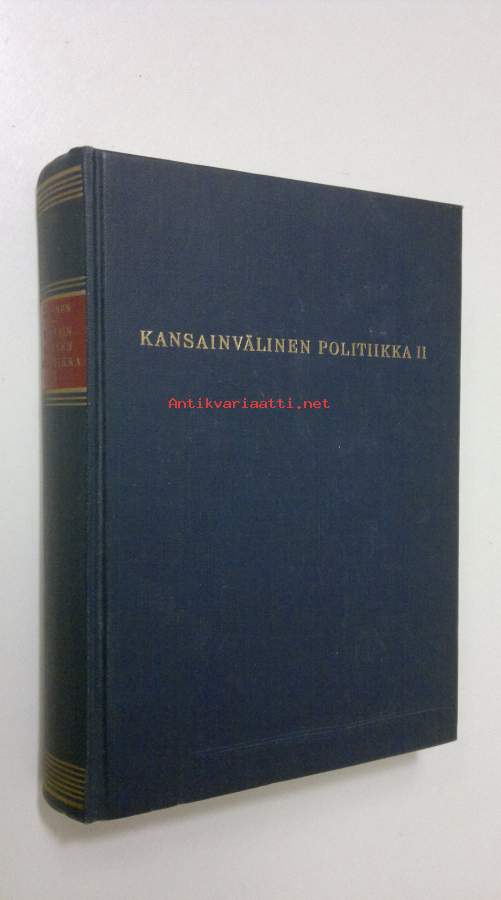 KANSAINVÄLINEN POLITIIKKA II
Antikvariaatti.net